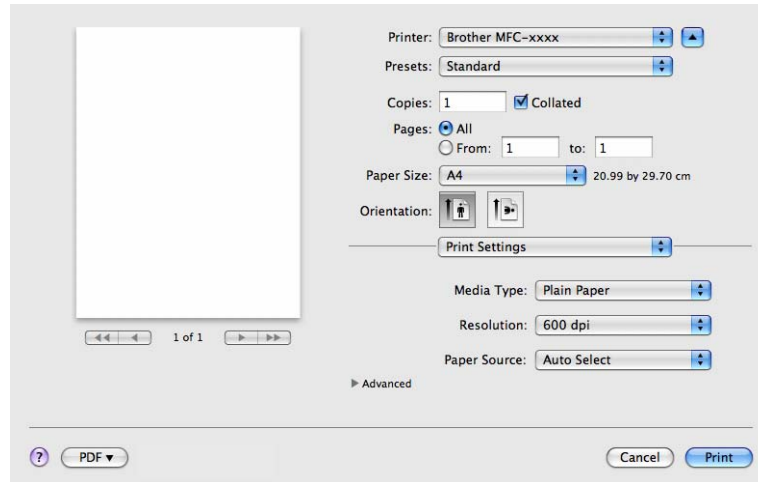 Printer: Brother MFC-xxxx
Presets: Standard
Copies: 1 Collated
Pages: All
From: 1 to: 1
Paper Size: A4 20.99 by 29.70 cm
Orientation:
Print Settings
Media Type: Plain Paper
Resolution: 600 dpi
Paper Source: Auto Select
Advanced
1 of 1
? PDF Cancel Print